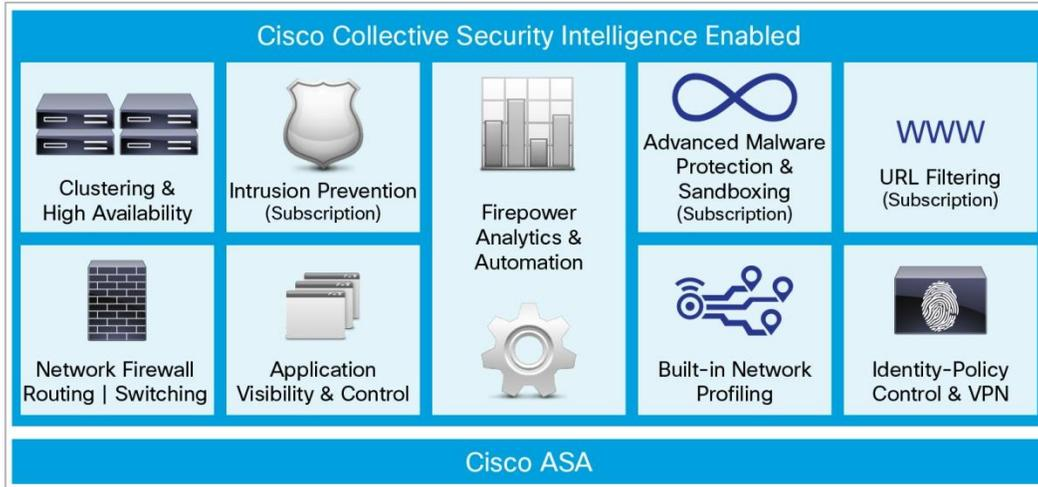 Cisco Collective Security Intelligence Enabled
Clustering &
High Availability
Intrusion Prevention
(Subscription)
Firepower
Analytics &
Automation
Advanced Malware
Protection &
Sandboxing
(Subscription)
WWW
URL Filtering
(Subscription)
Network Firewall
Routing | Switching
Application
Visibility & Control
Built-in Network
Profiling
Identity-Policy
Control & VPN
Cisco ASA